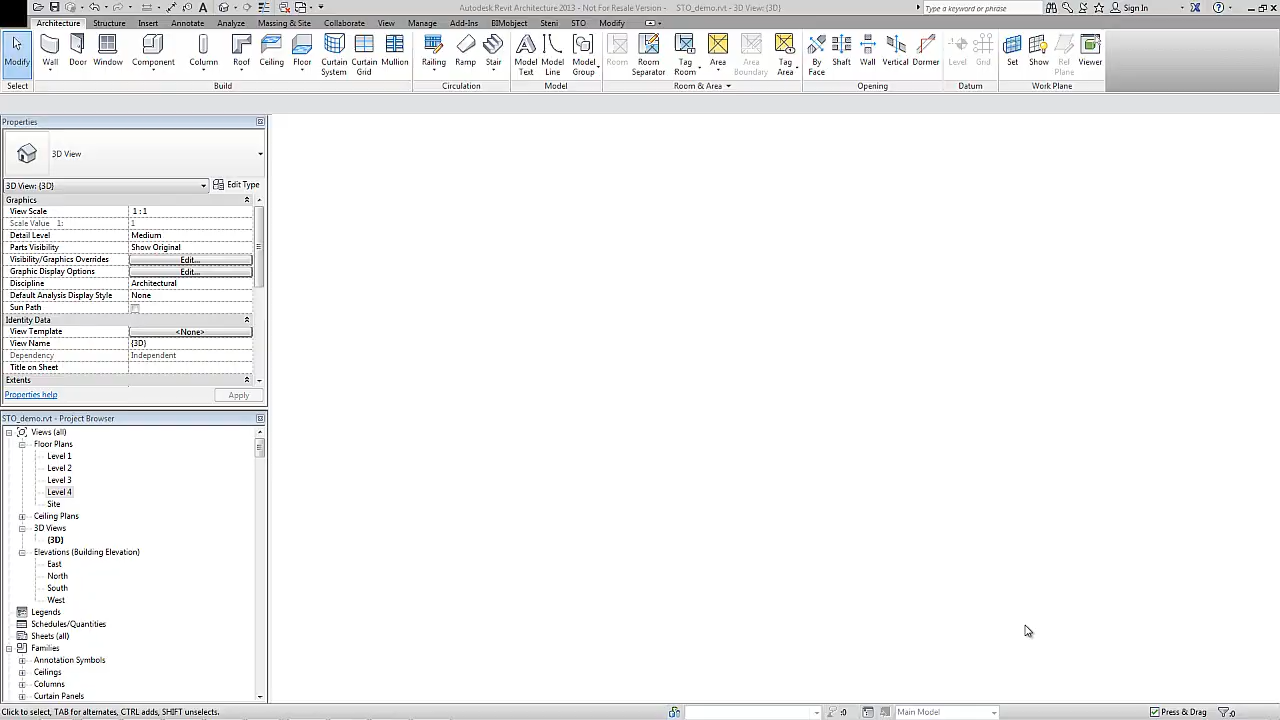 Autodesk Revit Architecture 2013 - Not For Resale Version - STO_demo.rvt - 3D View: {3D}
Type a keyword or phrase
Sign In
Architecture Structure Insert Annotate Analyze Massing & Site Collaborate View Manage Add-Ins BIMobject Steni STO Modify
Modify Wall Door Window Component Column Roof Ceiling Floor Curtain System Curtain Grid Mullion Railing Ramp Stair Model Text Model Line Model Group Room Room Separator Tag Room Area Area Boundary Tag Area By Face Shaft Wall Vertical Dormer Level Grid Set Show Ref Plane Viewer
Select Build Circulation Model Room & Area Opening Datum Work Plane
Properties
3D View
3D View: {3D} Edit Type
Graphics
View Scale 1 : 1
Scale Value 1: 1
Detail Level Medium
Parts Visibility Show Original
Visibility/Graphics Overrides Edit...
Graphic Display Options Edit...
Discipline Architectural
Default Analysis Display Style None
Sun Path
Identity Data
View Template <None>
View Name {3D}
Dependency Independent
Title on Sheet
Extents
Properties help Apply
STO_demo.rvt - Project Browser
Views (all)
Floor Plans
Level 1
Level 2
Level 3
Level 4
Site
Ceiling Plans
3D Views
{3D}
Elevations (Building Elevation)
East
North
South
West
Legends
Schedules/Quantities
Sheets (all)
Families
Annotation Symbols
Ceilings
Columns
Curtain Panels
Click to select, TAB for alternates, CTRL adds, SHIFT unselects. :0 Main Model Press & Drag :0